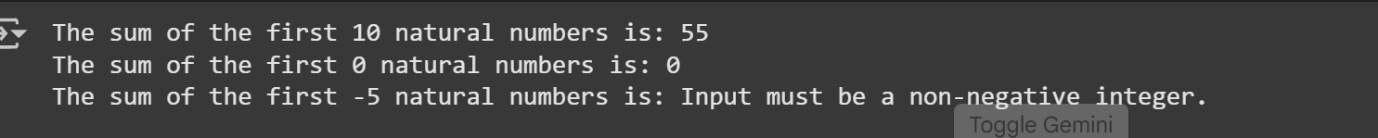 The sum of the first 10 natural numbers is: 55
The sum of the first 0 natural numbers is: 0
The sum of the first -5 natural numbers is: Input must be a non-negative integer.
Toggle Gemini